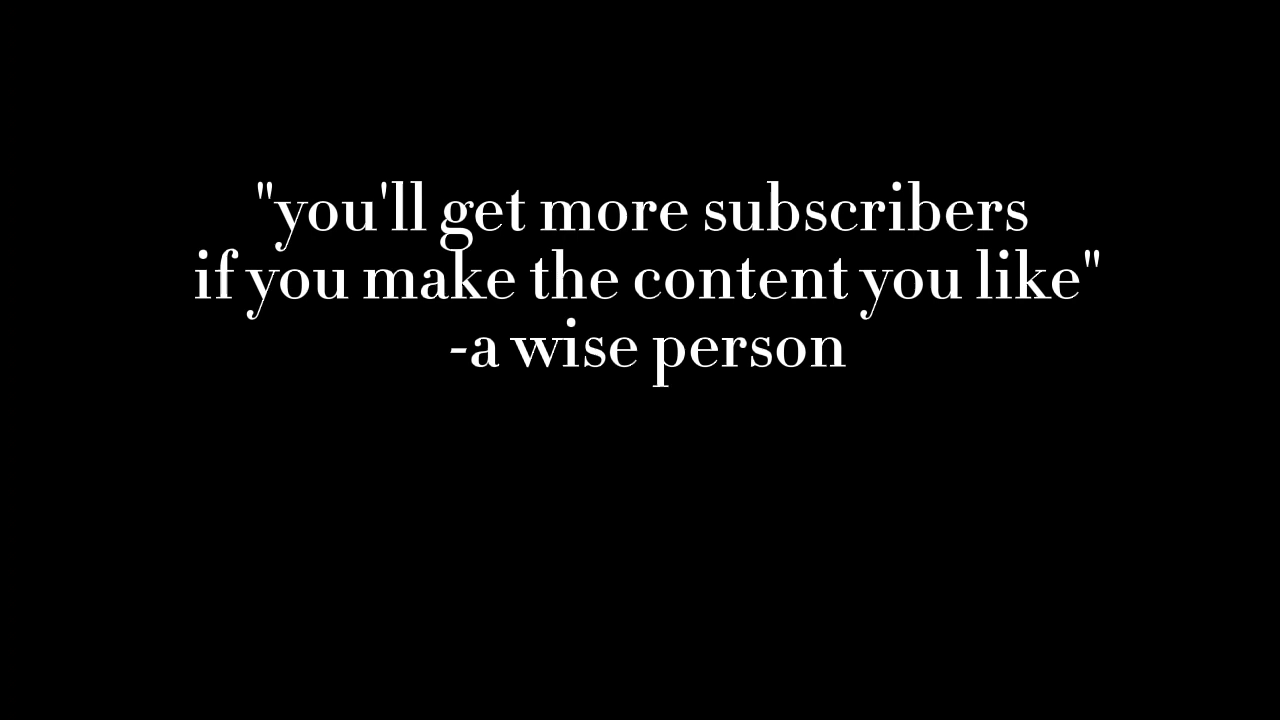 "you'll get more subscribers
if you make the content you like"
-a wise person